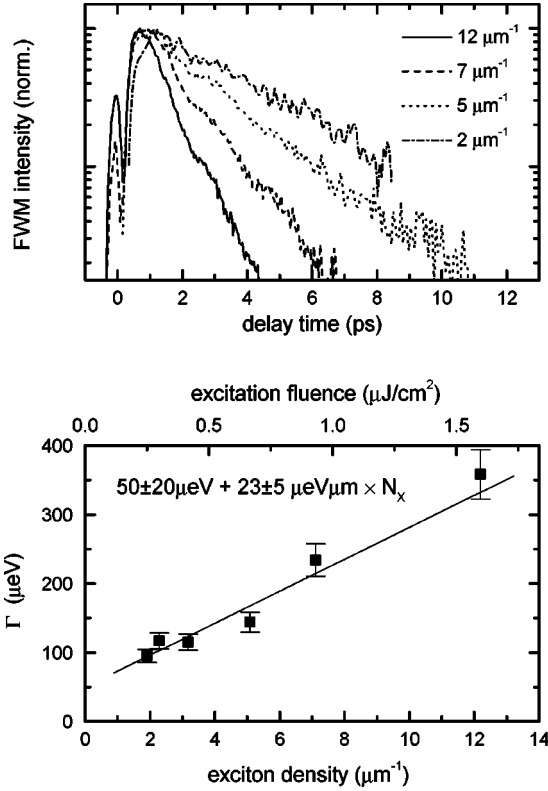 FWM intensity (norm.)
12 μm⁻¹
7 μm⁻¹
5 μm⁻¹
2 μm⁻¹
0 2 4 6 8 10 12
delay time (ps)
excitation fluence (μJ/cm²)
0.0 0.5 1.0 1.5
400
300
200
100
0
Γ (μeV)
50±20μeV + 23±5 μeVμm × Nₓ
0 2 4 6 8 10 12 14
exciton density (μm⁻¹)